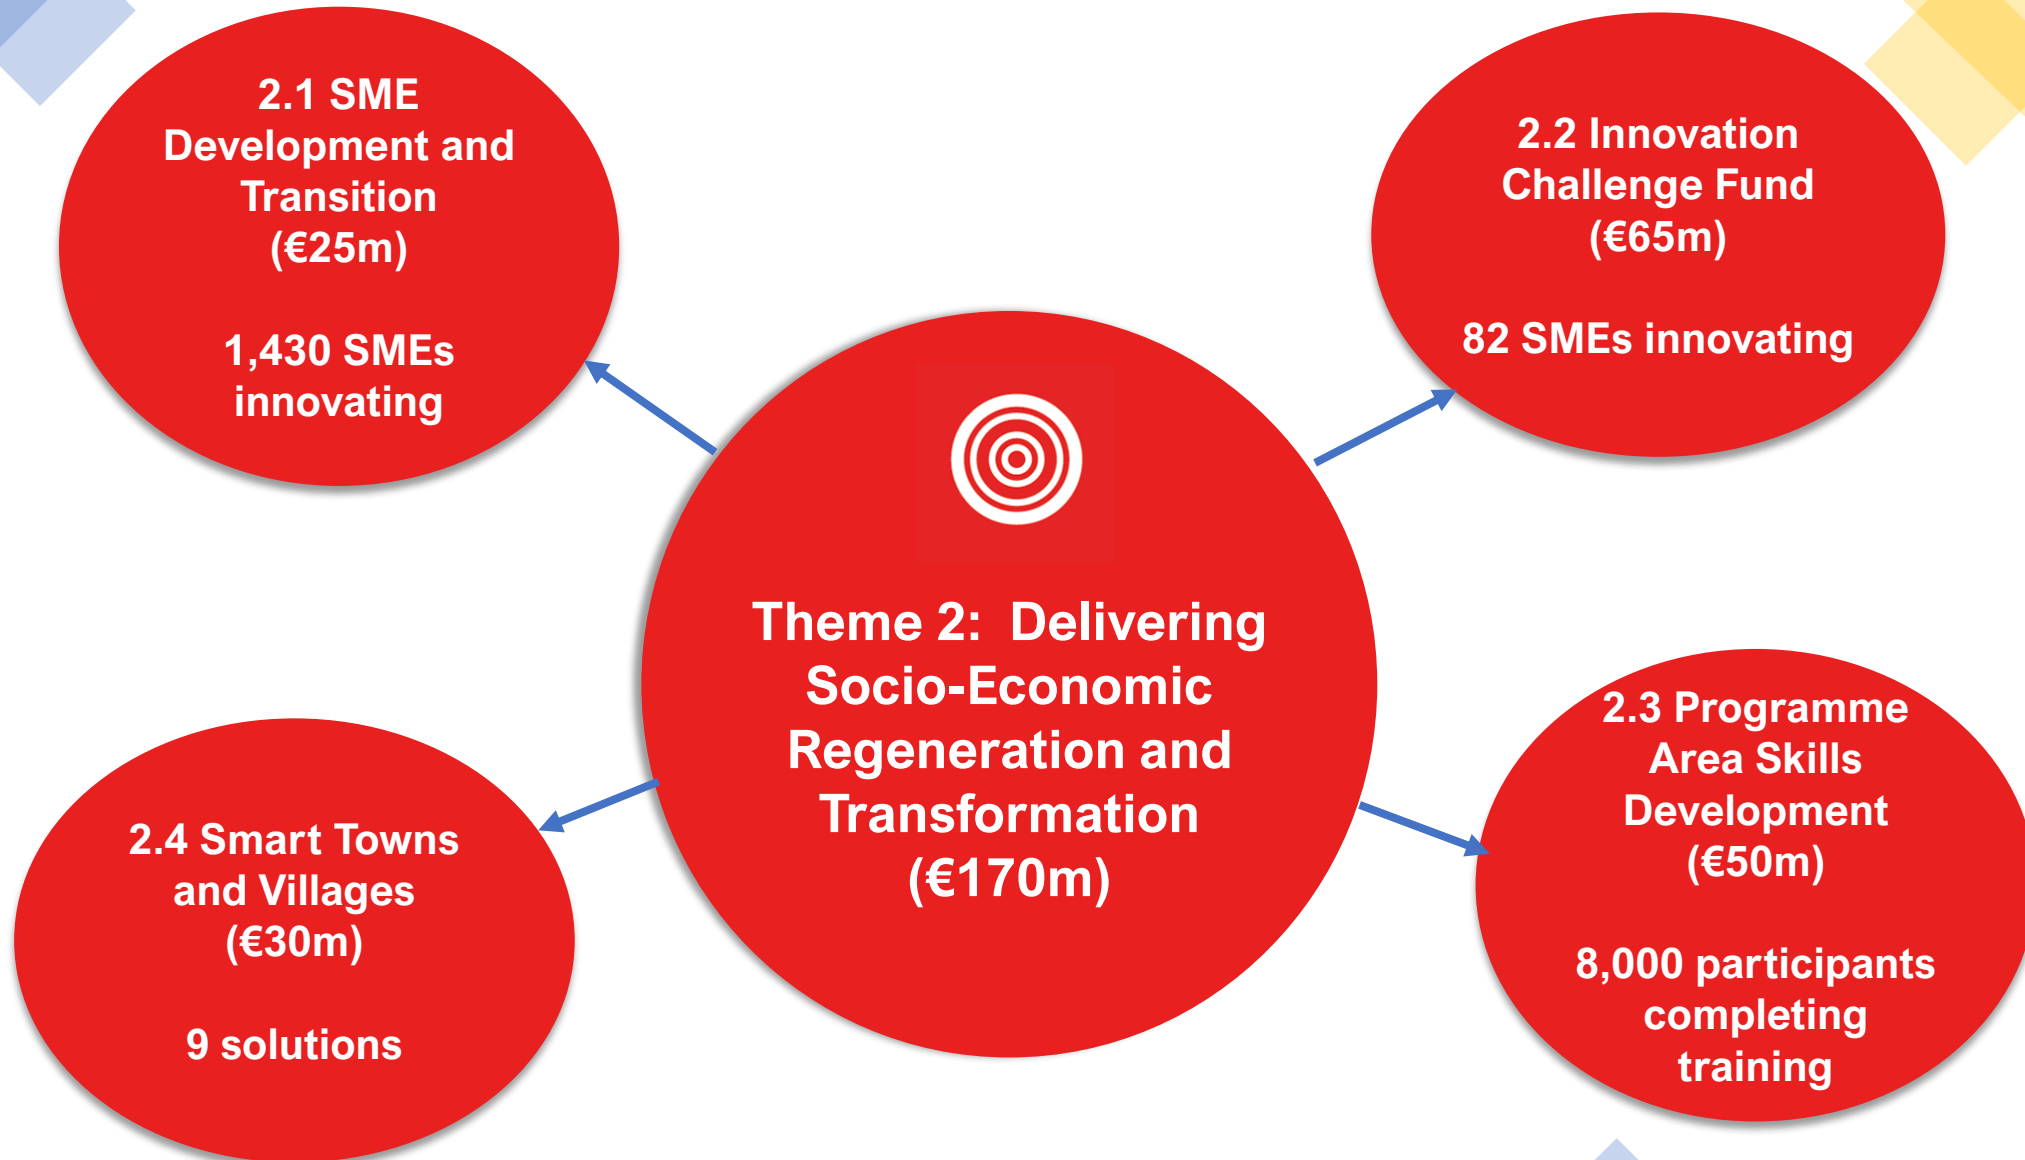 2.1 SME
Development and
Transition
(€25m)
1,430 SMEs
innovating
2.2 Innovation
Challenge Fund
(€65m)
82 SMEs innovating
Theme 2:  Delivering
Socio-Economic
Regeneration and
Transformation
(€170m)
2.3 Programme
Area Skills
Development
(€50m)
8,000 participants
completing
training
2.4 Smart Towns
and Villages
(€30m)
9 solutions